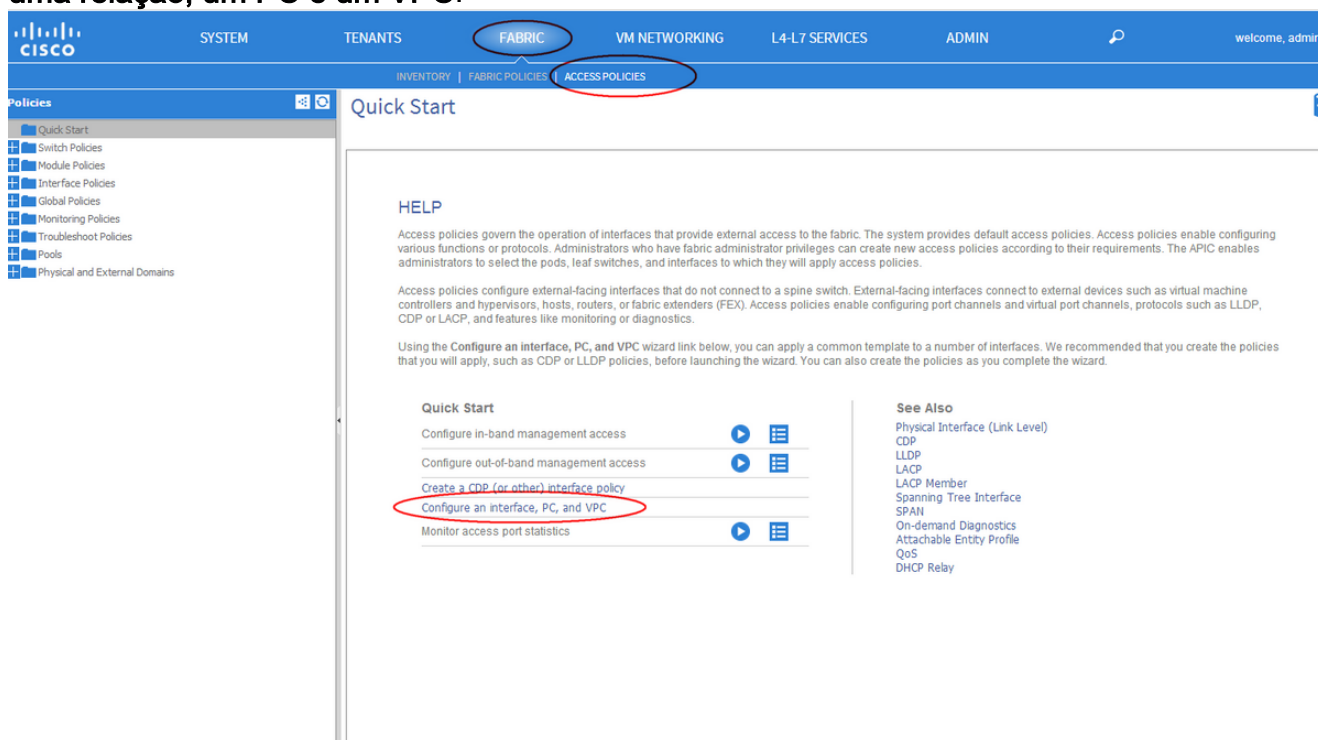 uma relação, um PC e um VPC.
CISCO
SYSTEM
TENANTS
FABRIC
VM NETWORKING
L4-L7 SERVICES
ADMIN
welcome, admin
INVENTORY | FABRIC POLICIES | ACCESS POLICIES
Policies
Quick Start
Switch Policies
Module Policies
Interface Policies
Global Policies
Monitoring Policies
Troubleshoot Policies
Pools
Physical and External Domains
Quick Start
HELP
Access policies govern the operation of interfaces that provide external access to the fabric. The system provides default access policies. Access policies enable configuring
various functions or protocols. Administrators who have fabric administrator privileges can create new access policies according to their requirements. The APIC enables
administrators to select the pods, leaf switches, and interfaces to which they will apply access policies.
Access policies configure external-facing interfaces that do not connect to a spine switch. External-facing interfaces connect to external devices such as virtual machine
controllers and hypervisors, hosts, routers, or fabric extenders (FEX). Access policies enable configuring port channels and virtual port channels, protocols such as LLDP,
CDP or LACP, and features like monitoring or diagnostics.
Using the Configure an interface, PC, and VPC wizard link below, you can apply a common template to a number of interfaces. We recommended that you create the policies
that you will apply, such as CDP or LLDP policies, before launching the wizard. You can also create the policies as you complete the wizard.
Quick Start
Configure in-band management access
Configure out-of-band management access
Create a CDP (or other) interface policy
Configure an interface, PC, and VPC
Monitor access port statistics
See Also
Physical Interface (Link Level)
CDP
LLDP
LACP
LACP Member
Spanning Tree Interface
SPAN
On-demand Diagnostics
Attachable Entity Profile
QoS
DHCP Relay